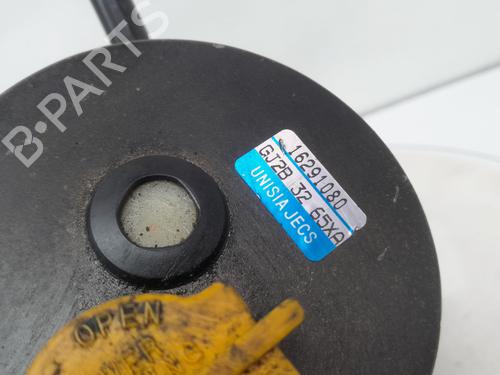 B-PARTS
16291080
GJ2B 32 65XA
UNISIA JECS
OPEN